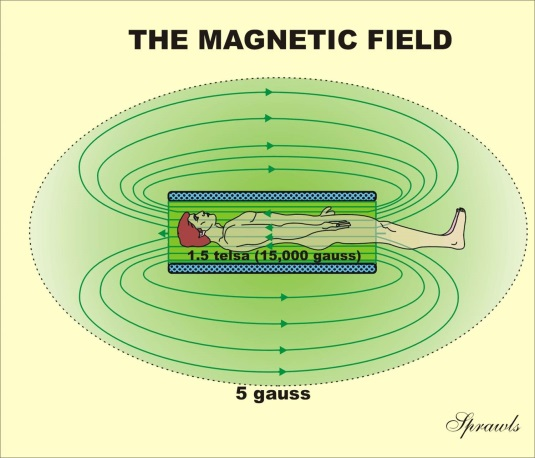 THE MAGNETIC FIELD
1.5 telsa (15,000 gauss)
5 gauss
Sprawls